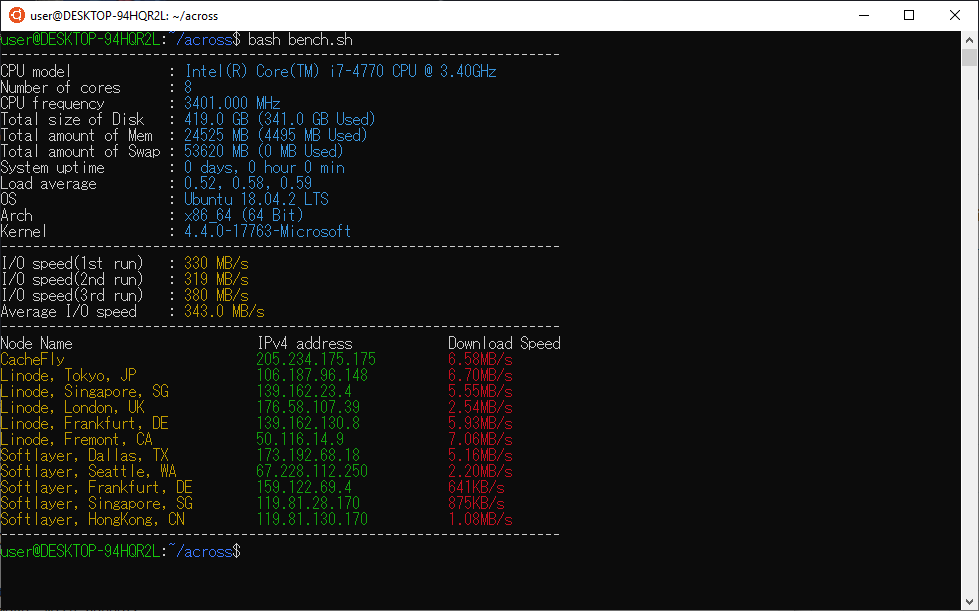 user@DESKTOP-94HQR2L: ~/across
user@DESKTOP-94HQR2L:~/across$ bash bench.sh
----------------------------------------------------------------------
CPU model            : Intel(R) Core(TM) i7-4770 CPU @ 3.40GHz
Number of cores      : 8
CPU frequency        : 3401.000 MHz
Total size of Disk   : 419.0 GB (341.0 GB Used)
Total amount of Mem  : 24525 MB (4495 MB Used)
Total amount of Swap : 53620 MB (0 MB Used)
System uptime        : 0 days, 0 hour 0 min
Load average         : 0.52, 0.58, 0.59
OS                   : Ubuntu 18.04.2 LTS
Arch                 : x86_64 (64 Bit)
Kernel               : 4.4.0-17763-Microsoft
----------------------------------------------------------------------
I/O speed(1st run)   : 330 MB/s
I/O speed(2nd run)   : 319 MB/s
I/O speed(3rd run)   : 380 MB/s
Average I/O speed    : 343.0 MB/s
----------------------------------------------------------------------
Node Name                       IPv4 address            Download Speed
CacheFly                        205.234.175.175         6.58MB/s
Linode, Tokyo, JP               106.187.96.148          6.70MB/s
Linode, Singapore, SG           139.162.23.4            5.55MB/s
Linode, London, UK              176.58.107.39           2.54MB/s
Linode, Frankfurt, DE           139.162.130.8           5.93MB/s
Linode, Fremont, CA             50.116.14.9             7.06MB/s
Softlayer, Dallas, TX           173.192.68.18           5.16MB/s
Softlayer, Seattle, WA          67.228.112.250          2.20MB/s
Softlayer, Frankfurt, DE        159.122.69.4            641KB/s
Softlayer, Singapore, SG        119.81.28.170           875KB/s
Softlayer, HongKong, CN         119.81.130.170          1.08MB/s
----------------------------------------------------------------------
user@DESKTOP-94HQR2L:~/across$